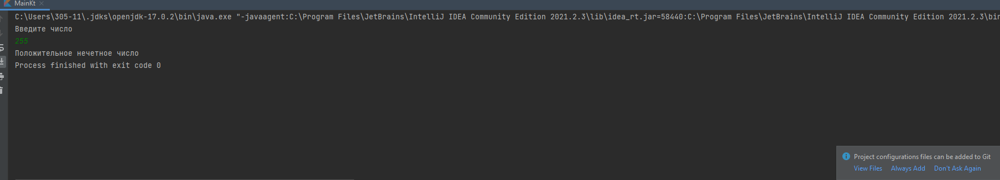 MainKt
C:\Users\305-11\.jdks\openjdk-17.0.2\bin\java.exe "-javaagent:C:\Program Files\JetBrains\IntelliJ IDEA Community Edition 2021.2.3\lib\idea_rt.jar=58440:C:\Program Files\JetBrains\IntelliJ IDEA Community Edition 2021.2.3\bin
Введите число
255
Положительное нечетное число
Process finished with exit code 0
Project configurations files can be added to Git
View Files Always Add Don't Ask Again